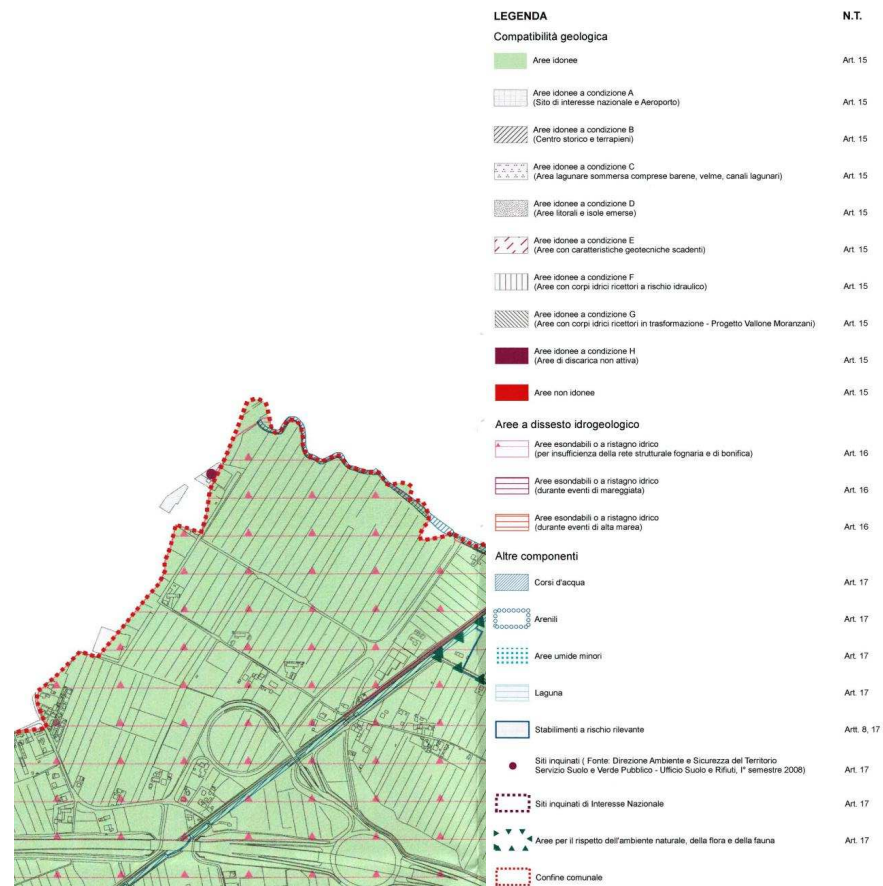 LEGENDA N.T.
Compatibilità geologica
Aree idonee Art. 15
Aree idonee a condizione A
(Sito di interesse nazionale e Aeroporto) Art. 15
Aree idonee a condizione B
(Centro storico e terrapieni) Art. 15
Aree idonee a condizione C
(Area lagunare sommersa comprese barene, velme, canali lagunari) Art. 15
Aree idonee a condizione D
(Aree litorali e isole emerse) Art. 15
Aree idonee a condizione E
(Aree con caratteristiche geotecniche scadenti) Art. 15
Aree idonee a condizione F
(Aree con corpi idrici ricettori a rischio idraulico) Art. 15
Aree idonee a condizione G
(Aree con corpi idrici ricettori in trasformazione - Progetto Vallone Moranzani) Art. 15
Aree idonee a condizione H
(Aree di discarica non attiva) Art. 15
Aree non idonee Art. 15
Aree a dissesto idrogeologico
Aree esondabili o a ristagno idrico
(per insufficienza della rete strutturale fognaria e di bonifica) Art. 16
Aree esondabili o a ristagno idrico
(durante eventi di mareggiata) Art. 16
Aree esondabili o a ristagno idrico
(durante eventi di alta marea) Art. 16
Altre componenti
Corsi d'acqua Art. 17
Arenili Art. 17
Aree umide minori Art. 17
Laguna Art. 17
Stabilimenti a rischio rilevante Artt. 8, 17
Siti inquinati ( Fonte: Direzione Ambiente e Sicurezza del Territorio
Servizio Suolo e Verde Pubblico - Ufficio Suolo e Rifiuti, I° semestre 2008) Art. 17
Siti inquinati di Interesse Nazionale Art. 17
Aree per il rispetto dell'ambiente naturale, della flora e della fauna Art. 17
Confine comunale